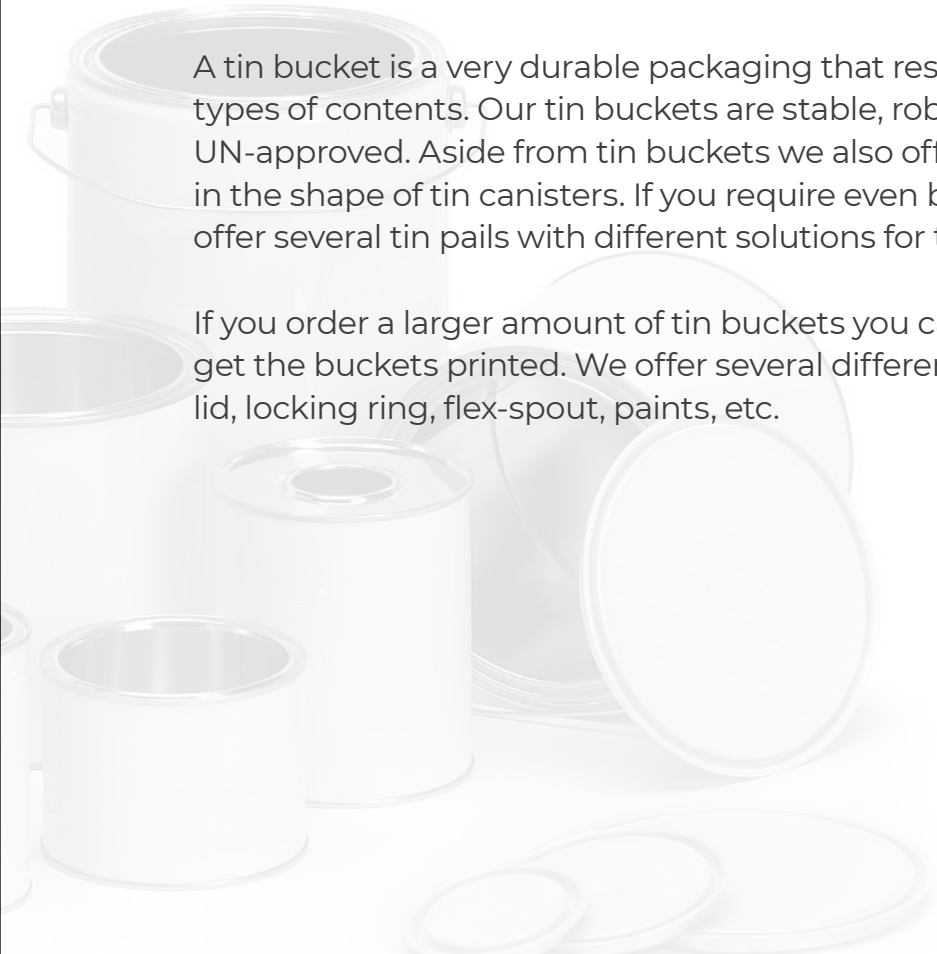 A tin bucket is a very durable packaging that res
types of contents. Our tin buckets are stable, rob
UN-approved. Aside from tin buckets we also off
in the shape of tin canisters. If you require even b
offer several tin pails with different solutions for t
If you order a larger amount of tin buckets you c
get the buckets printed. We offer several differen
lid, locking ring, flex-spout, paints, etc.